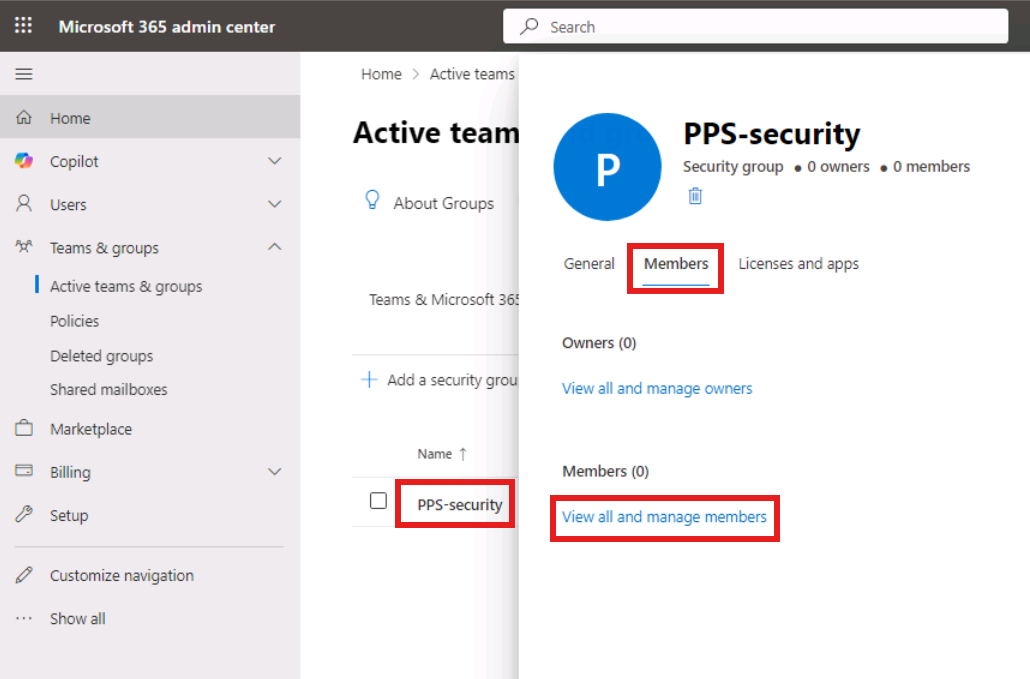 Microsoft 365 admin center
Search
Home
Copilot
Users
Teams & groups
Active teams & groups
Policies
Deleted groups
Shared mailboxes
Marketplace
Billing
Setup
Customize navigation
Show all
Home > Active teams
Active team
About Groups
Teams & Microsoft 365
+ Add a security grou
Name ↑
PPS-security
P
PPS-security
Security group ● 0 owners ● 0 members
General Members Licenses and apps
Owners (0)
View all and manage owners
Members (0)
View all and manage members